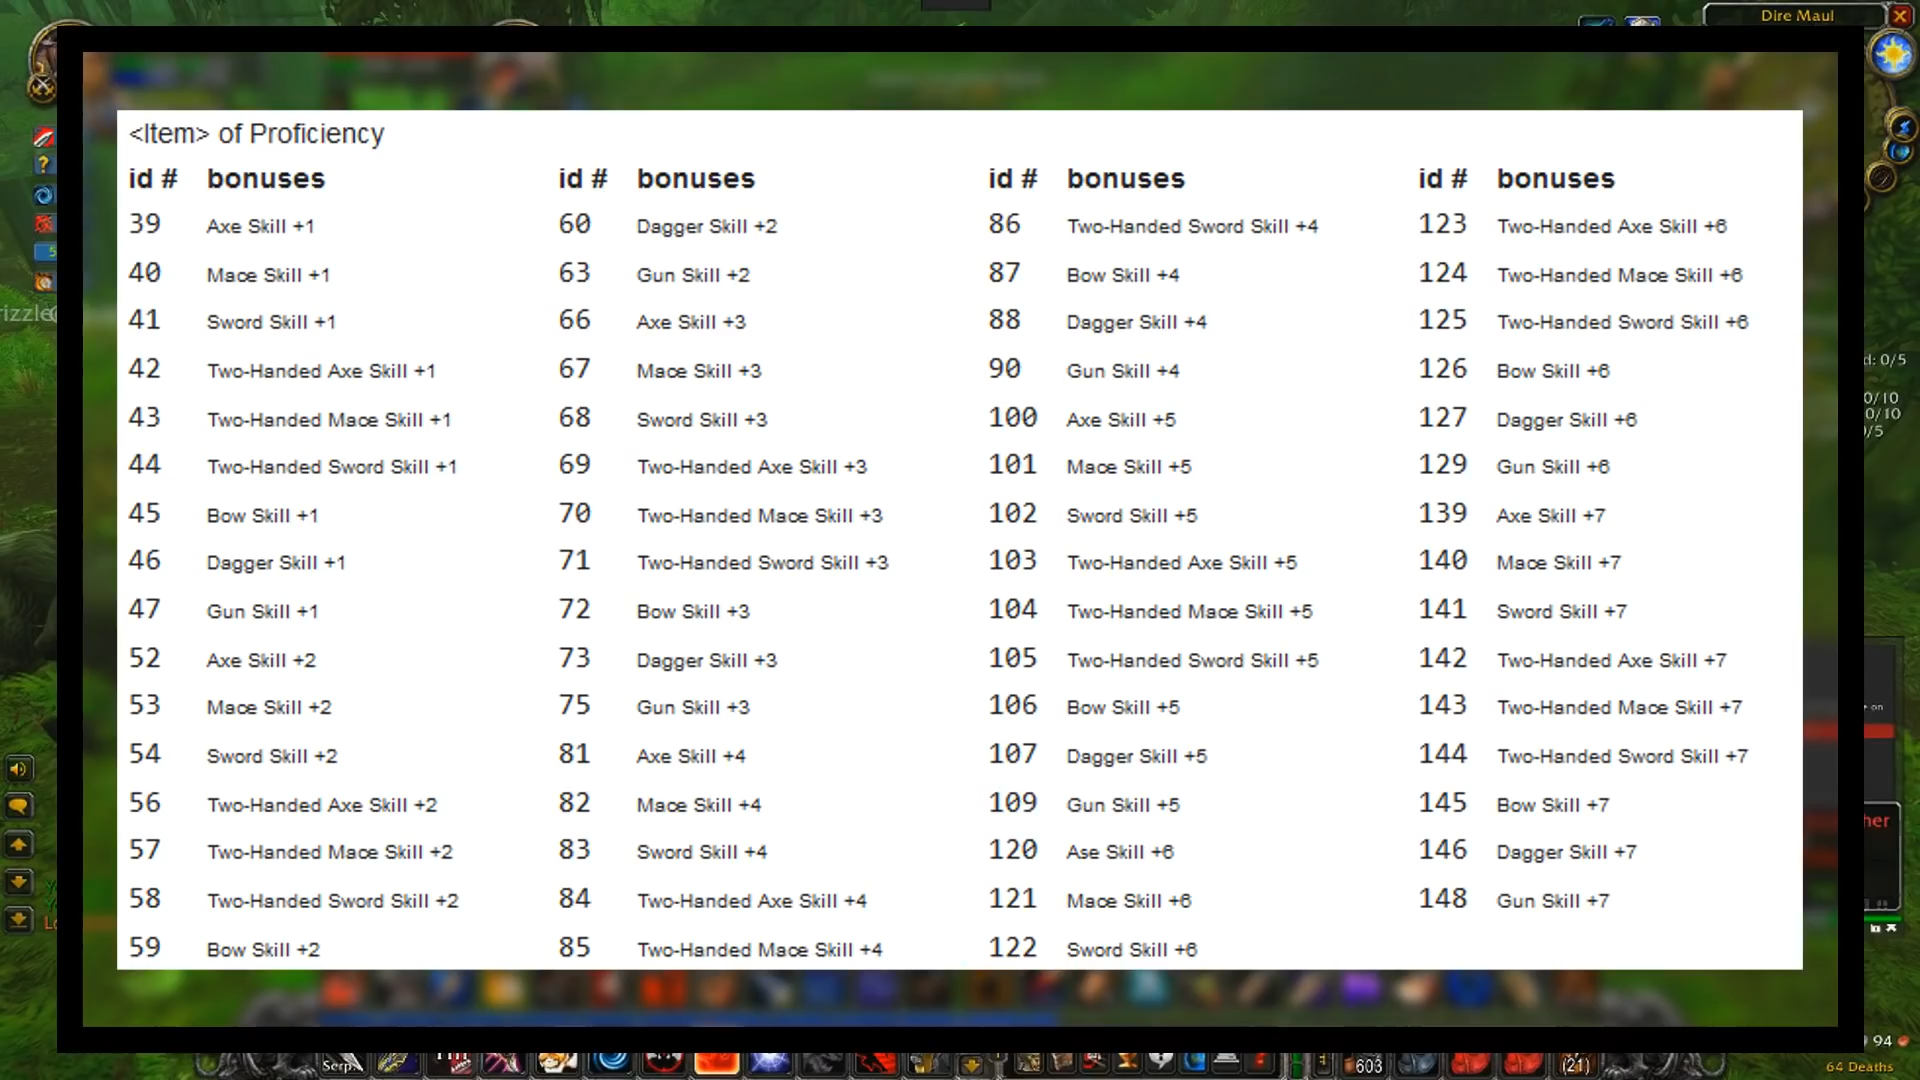 Dire Maul
<Item> of Proficiency
id # bonuses id # bonuses id # bonuses id # bonuses
39 Axe Skill +1 60 Dagger Skill +2 86 Two-Handed Sword Skill +4 123 Two-Handed Axe Skill +6
40 Mace Skill +1 63 Gun Skill +2 87 Bow Skill +4 124 Two-Handed Mace Skill +6
41 Sword Skill +1 66 Axe Skill +3 88 Dagger Skill +4 125 Two-Handed Sword Skill +6
42 Two-Handed Axe Skill +1 67 Mace Skill +3 90 Gun Skill +4 126 Bow Skill +6
43 Two-Handed Mace Skill +1 68 Sword Skill +3 100 Axe Skill +5 127 Dagger Skill +6
44 Two-Handed Sword Skill +1 69 Two-Handed Axe Skill +3 101 Mace Skill +5 129 Gun Skill +6
45 Bow Skill +1 70 Two-Handed Mace Skill +3 102 Sword Skill +5 139 Axe Skill +7
46 Dagger Skill +1 71 Two-Handed Sword Skill +3 103 Two-Handed Axe Skill +5 140 Mace Skill +7
47 Gun Skill +1 72 Bow Skill +3 104 Two-Handed Mace Skill +5 141 Sword Skill +7
52 Axe Skill +2 73 Dagger Skill +3 105 Two-Handed Sword Skill +5 142 Two-Handed Axe Skill +7
53 Mace Skill +2 75 Gun Skill +3 106 Bow Skill +5 143 Two-Handed Mace Skill +7
54 Sword Skill +2 81 Axe Skill +4 107 Dagger Skill +5 144 Two-Handed Sword Skill +7
56 Two-Handed Axe Skill +2 82 Mace Skill +4 109 Gun Skill +5 145 Bow Skill +7
57 Two-Handed Mace Skill +2 83 Sword Skill +4 120 Ase Skill +6 146 Dagger Skill +7
58 Two-Handed Sword Skill +2 84 Two-Handed Axe Skill +4 121 Mace Skill +6 148 Gun Skill +7
59 Bow Skill +2 85 Two-Handed Mace Skill +4 122 Sword Skill +6
rizzle
d: 0/5
0/10
0/10
/5
on
her
94
Serp.
603
(21)
64 Deaths